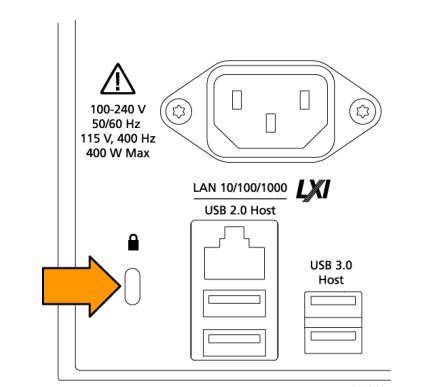 100-240 V
50/60 Hz
115 V, 400 Hz
400 W Max
LAN 10/100/1000 LXI
USB 2.0 Host
USB 3.0
Host